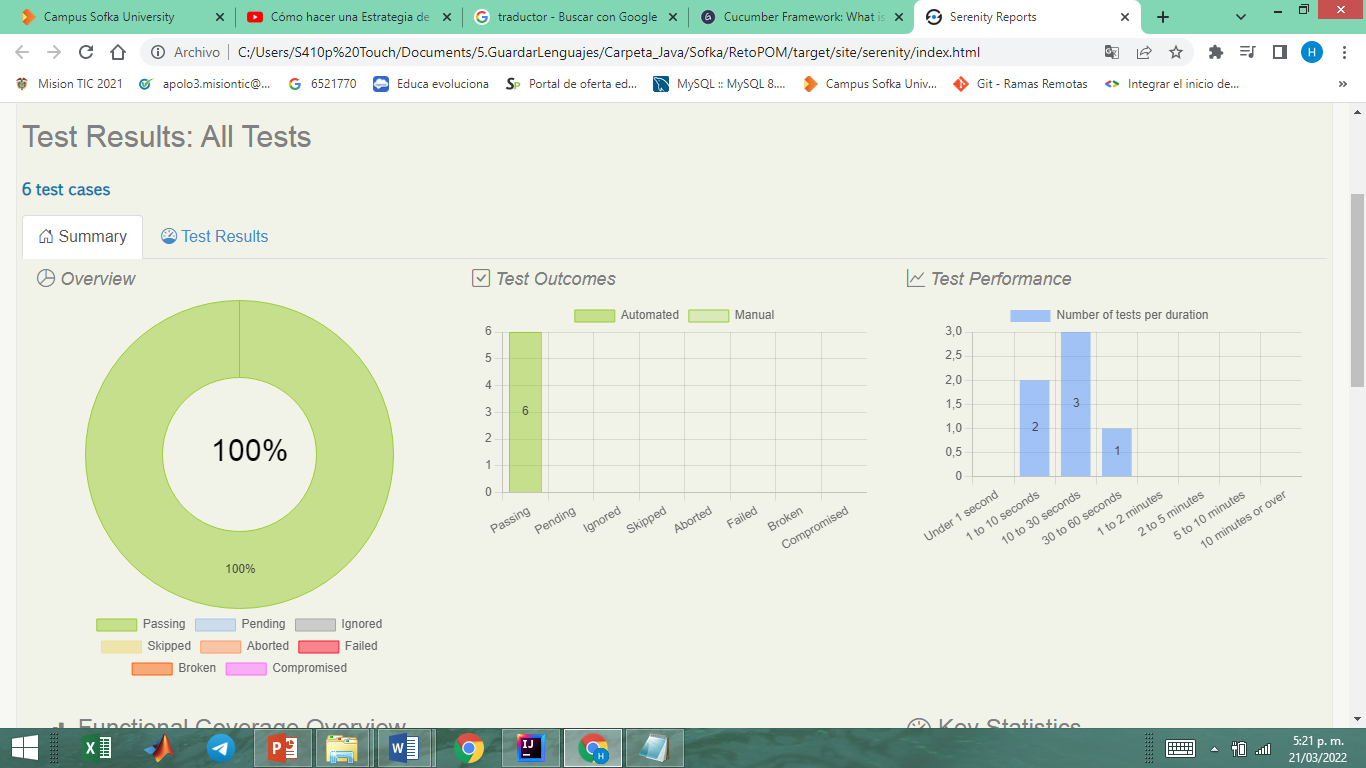 Campus Sofka University
Cómo hacer una Estrategia de
traductor - Buscar con Google
Cucumber Framework: What is
Serenity Reports
Archivo
C:/Users/S410p%20Touch/Documents/5.GuardarLenguajes/Carpeta_Java/Sofka/RetoPOM/target/site/serenity/index.html
H
Mision TIC 2021
apolo3.misiontic@...
6521770
Educa evoluciona
Portal de oferta ed...
MySQL :: MySQL 8....
Campus Sofka Univ...
Git - Ramas Remotas
Integrar el inicio de...
»
Test Results: All Tests
6 test cases
Summary
Test Results
Overview
100%
100%
Passing
Pending
Ignored
Skipped
Aborted
Failed
Broken
Compromised
Test Outcomes
Automated
Manual
6
5
4
3
2
1
0
6
Passing
Pending
Ignored
Skipped
Aborted
Failed
Broken
Compromised
Test Performance
Number of tests per duration
3,0
2,5
2,0
1,5
1,0
0,5
0
2
3
1
Under 1 second
1 to 10 seconds
10 to 30 seconds
30 to 60 seconds
1 to 2 minutes
2 to 5 minutes
5 to 10 minutes
10 minutes or over
Functional Coverage Overview
Key Statistics
5:21 p. m.
21/03/2022